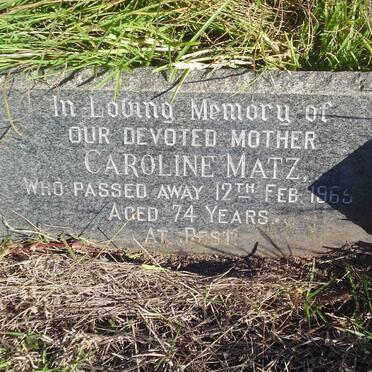 In Loving Memory of
OUR DEVOTED MOTHER
CAROLINE MATZ,
WHO PASSED AWAY 12TH FEB. 1965
AGED 74 YEARS.
AT REST.